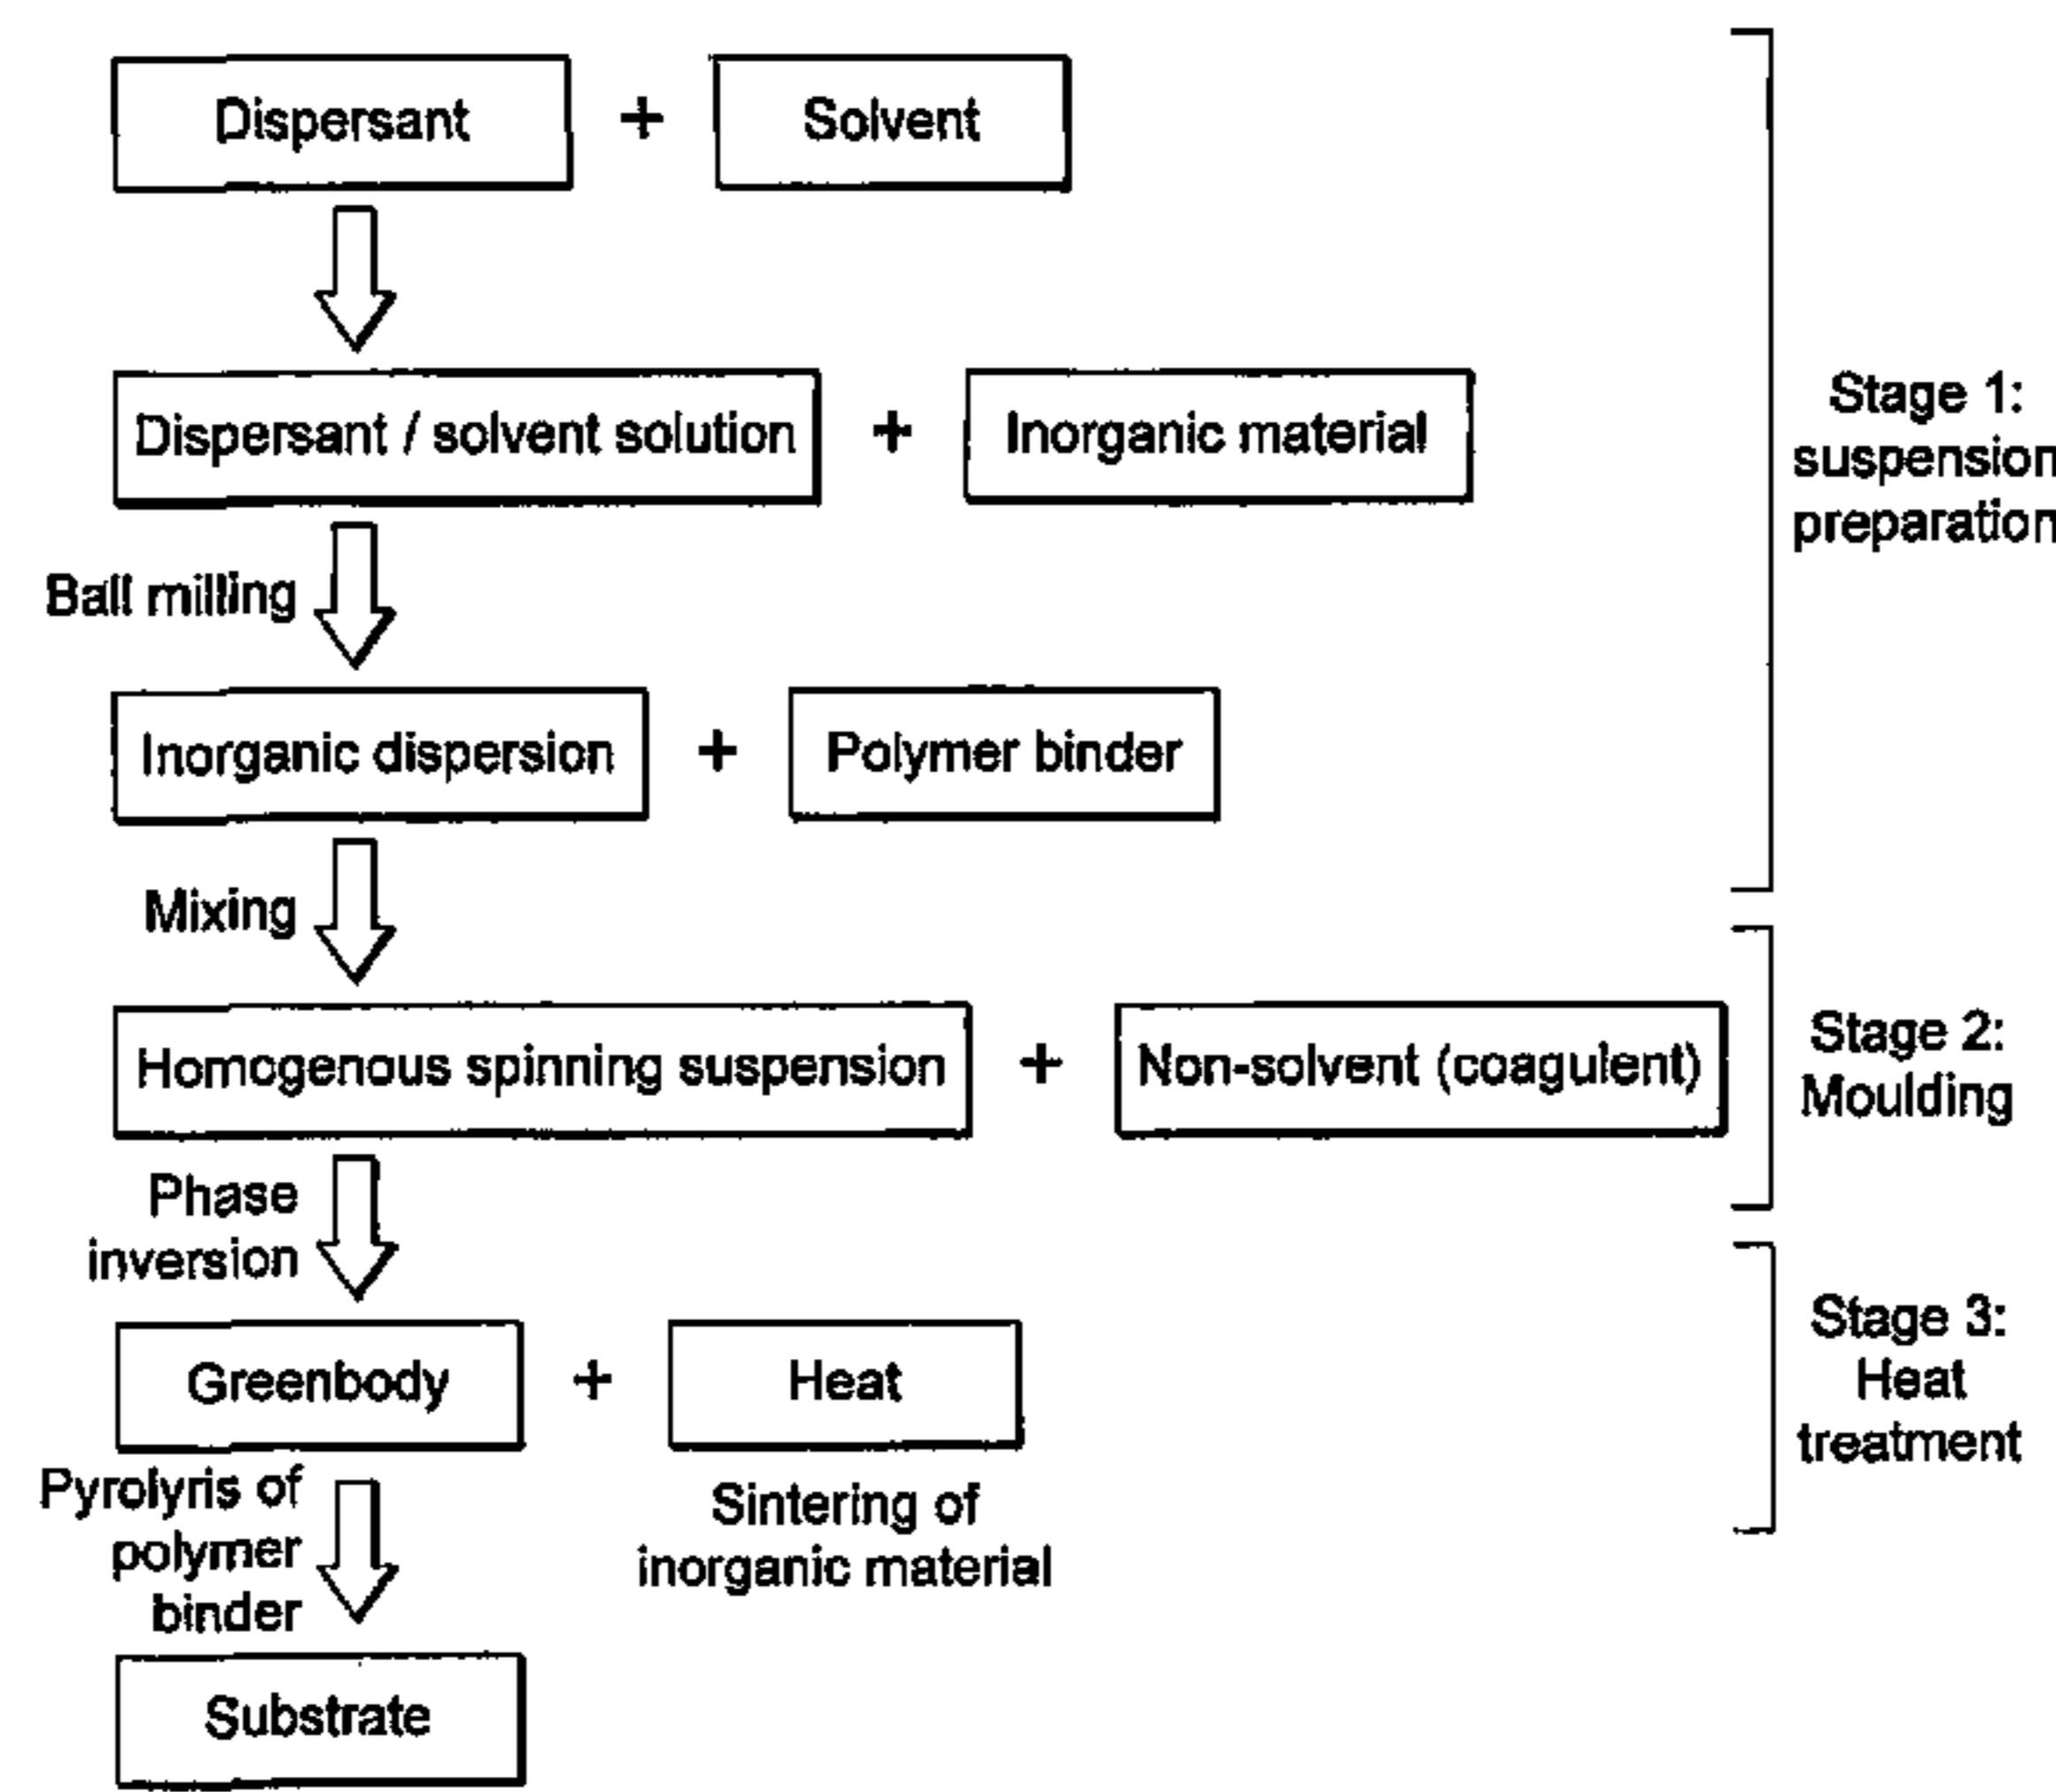 Dispersant + Solvent
Dispersant / solvent solution + Inorganic material
Stage 1:
suspension
preparation
Ball milling
Inorganic dispersion + Polymer binder
Mixing
Homogenous spinning suspension + Non-solvent (coagulent)
Stage 2:
Moulding
Phase
inversion
Greenbody + Heat
Stage 3:
Heat
treatment
Pyrolyris of
polymer
binder
Sintering of
inorganic material
Substrate